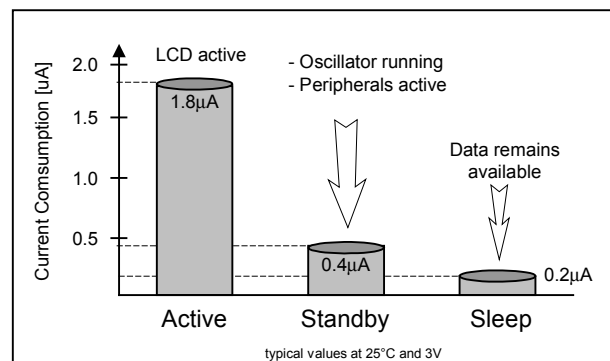 Current Comsumption [uA]
2.0
1.5
1.0
0.5
LCD active
1.8µA
- Oscillator running
- Peripherals active
0.4µA
Data remains
available
0.2µA
Active
Standby
Sleep
typical values at 25°C and 3V